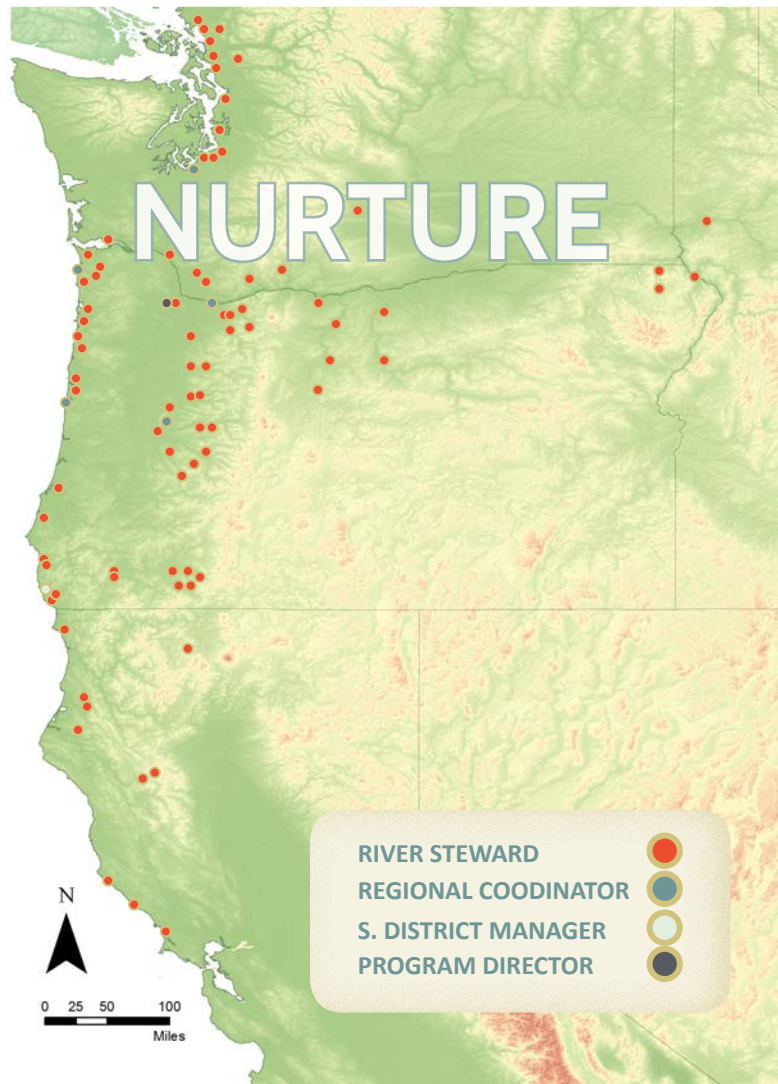 NURTURE
RIVER STEWARD
REGIONAL COODINATOR
S. DISTRICT MANAGER
PROGRAM DIRECTOR
N
0 25 50 100
Miles